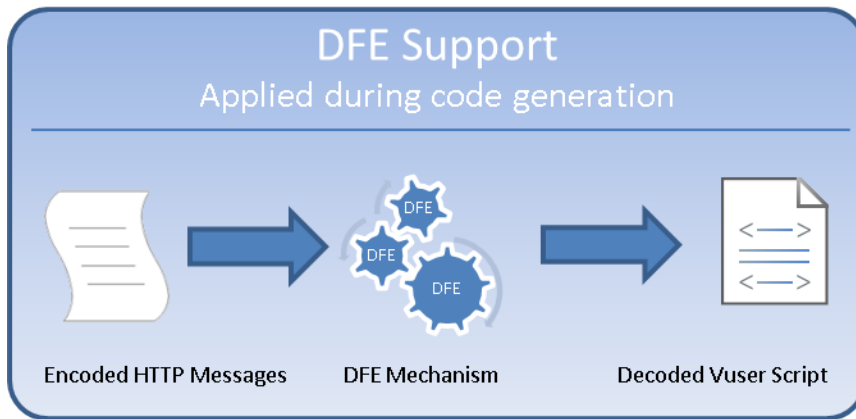 DFE Support
Applied during code generation
DFE
DFE
DFE
<—>
<—>
Encoded HTTP Messages
DFE Mechanism
Decoded Vuser Script